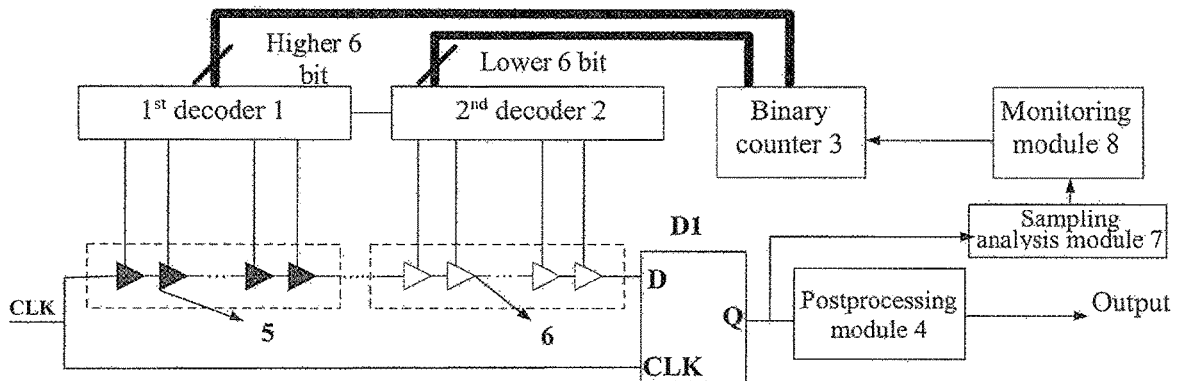 Higher 6
bit
Lower 6 bit
1st decoder 1
2nd decoder 2
Binary
counter 3
Monitoring
module 8
Sampling
analysis module 7
D1
D
Q
CLK
CLK
5
6
Postprocessing
module 4
Output